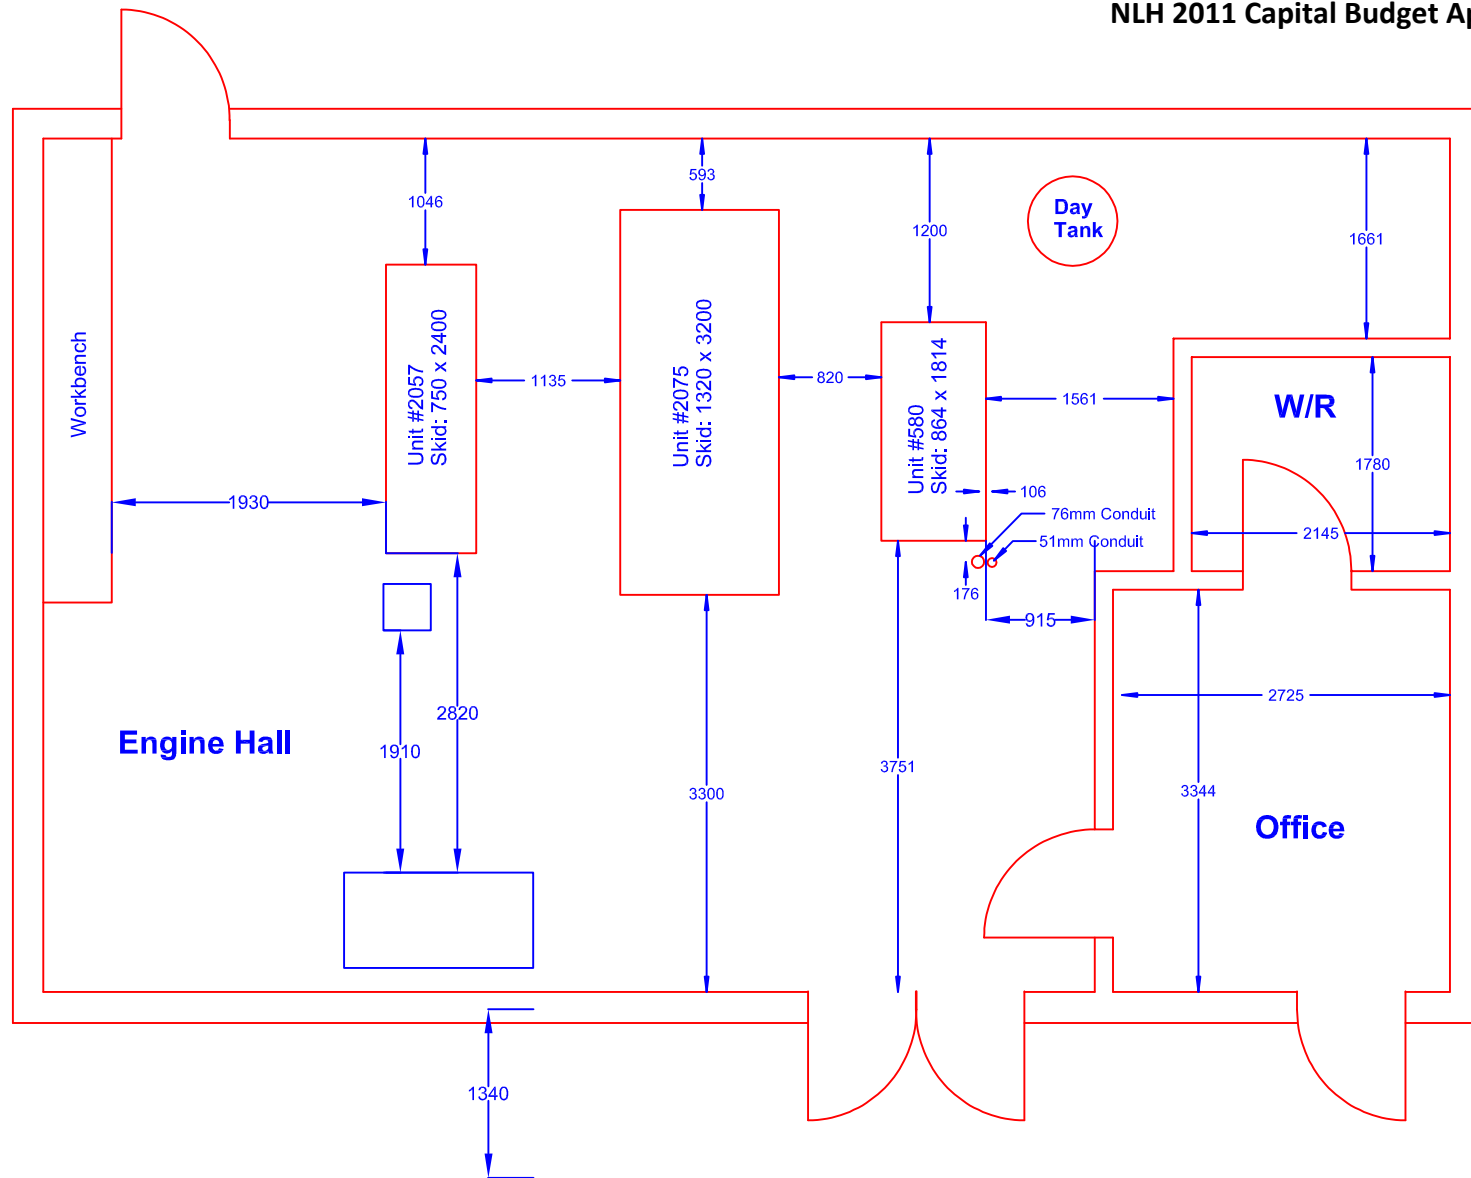 NLH 2011 Capital Budget Ap
1046
593
1200
Day
Tank
1661
Workbench
Unit #2057
Skid: 750 x 2400
1135
Unit #2075
Skid: 1320 x 3200
820
Unit #580
Skid: 864 x 1814
1561
W/R
1780
1930
106
76mm Conduit
51mm Conduit
2145
176
915
2725
2820
Engine Hall
1910
3751
3300
3344
Office
1340